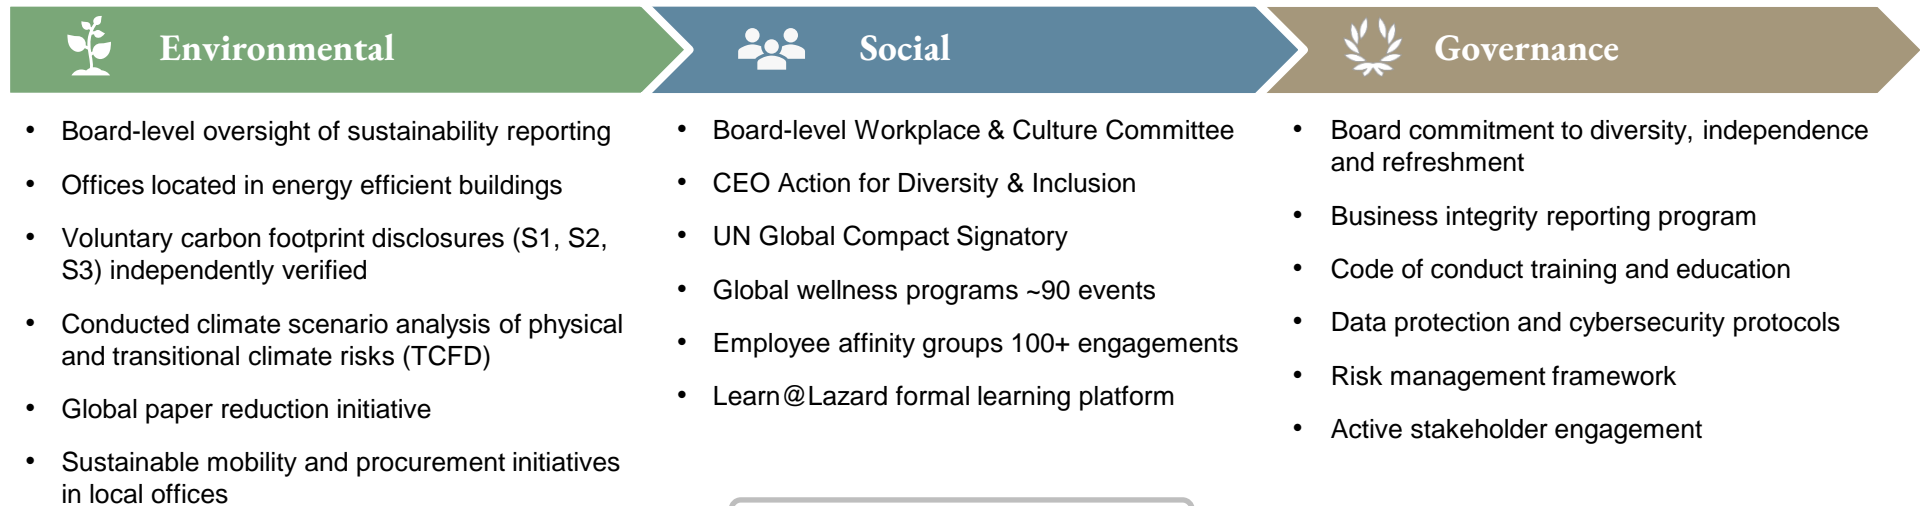 Environmental
• Board-level oversight of sustainability reporting
• Offices located in energy efficient buildings
• Voluntary carbon footprint disclosures (S1, S2,
S3) independently verified
• Conducted climate scenario analysis of physical
and transitional climate risks (TCFD)
• Global paper reduction initiative
• Sustainable mobility and procurement initiatives
in local offices
Social
• Board-level Workplace & Culture Committee
• CEO Action for Diversity & Inclusion
• UN Global Compact Signatory
• Global wellness programs ~90 events
• Employee affinity groups 100+ engagements
• Learn@Lazard formal learning platform
Governance
• Board commitment to diversity, independence
and refreshment
• Business integrity reporting program
• Code of conduct training and education
• Data protection and cybersecurity protocols
• Risk management framework
• Active stakeholder engagement